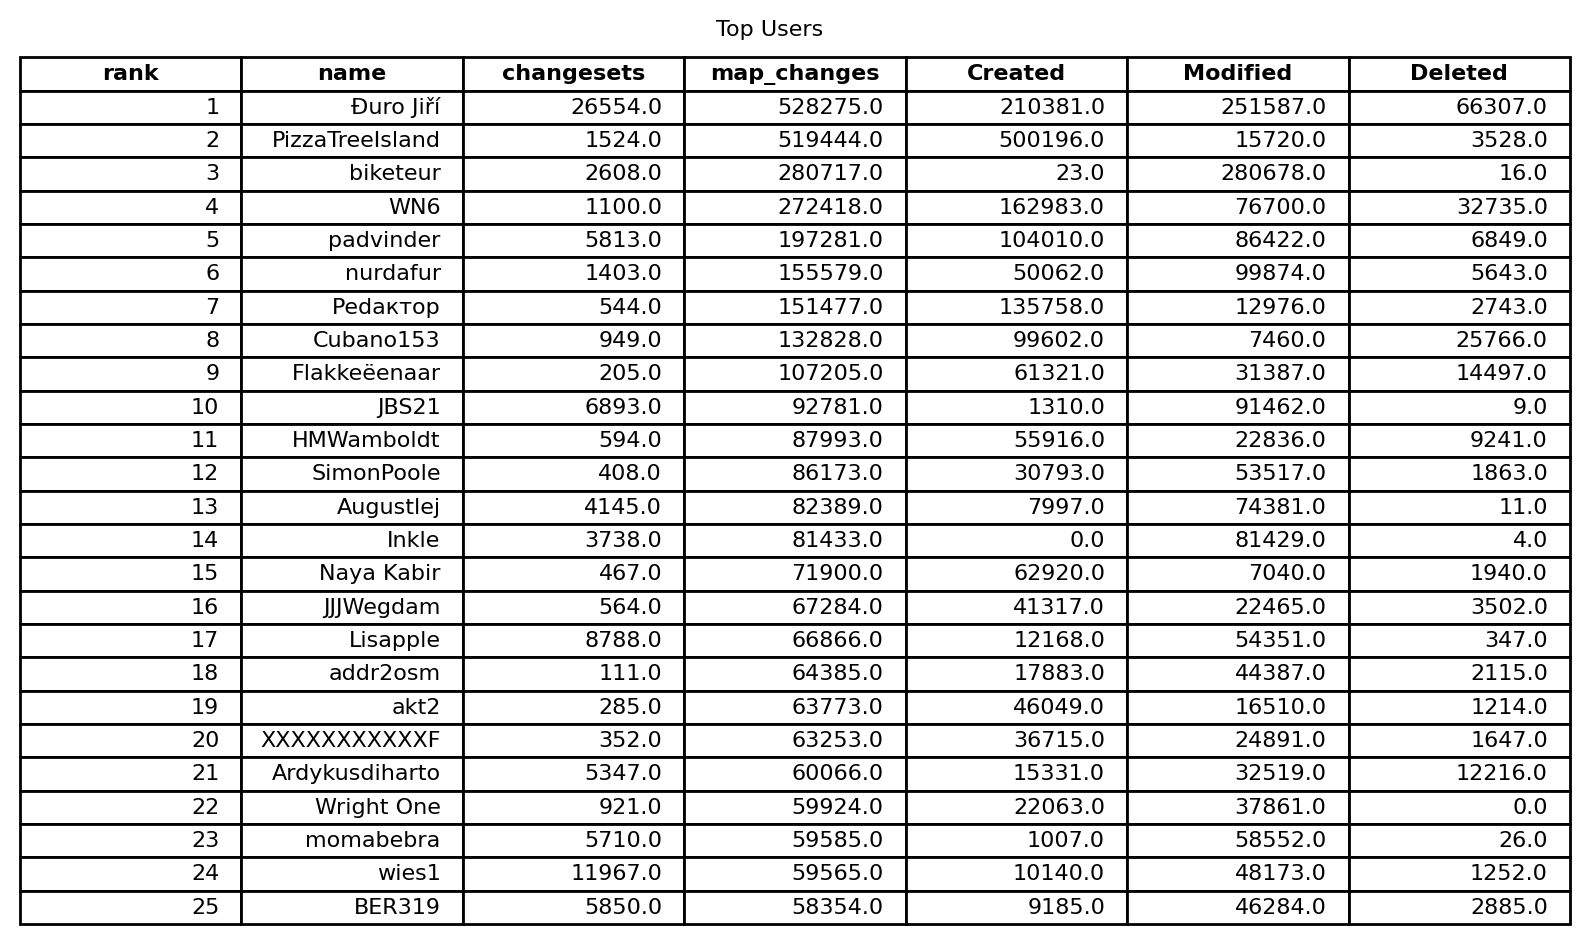 Top Users
rank name changesets map_changes Created Modified Deleted
1 Đuro Jiří 26554.0 528275.0 210381.0 251587.0 66307.0
2 PizzaTreeIsland 1524.0 519444.0 500196.0 15720.0 3528.0
3 biketeur 2608.0 280717.0 23.0 280678.0 16.0
4 WN6 1100.0 272418.0 162983.0 76700.0 32735.0
5 padvinder 5813.0 197281.0 104010.0 86422.0 6849.0
6 nurdafur 1403.0 155579.0 50062.0 99874.0 5643.0
7 Pedaктор 544.0 151477.0 135758.0 12976.0 2743.0
8 Cubano153 949.0 132828.0 99602.0 7460.0 25766.0
9 Flakkeëenaar 205.0 107205.0 61321.0 31387.0 14497.0
10 JBS21 6893.0 92781.0 1310.0 91462.0 9.0
11 HMWamboldt 594.0 87993.0 55916.0 22836.0 9241.0
12 SimonPoole 408.0 86173.0 30793.0 53517.0 1863.0
13 Augustlej 4145.0 82389.0 7997.0 74381.0 11.0
14 Inkle 3738.0 81433.0 0.0 81429.0 4.0
15 Naya Kabir 467.0 71900.0 62920.0 7040.0 1940.0
16 JJJWegdam 564.0 67284.0 41317.0 22465.0 3502.0
17 Lisapple 8788.0 66866.0 12168.0 54351.0 347.0
18 addr2osm 111.0 64385.0 17883.0 44387.0 2115.0
19 akt2 285.0 63773.0 46049.0 16510.0 1214.0
20 XXXXXXXXXXXF 352.0 63253.0 36715.0 24891.0 1647.0
21 Ardykusdiharto 5347.0 60066.0 15331.0 32519.0 12216.0
22 Wright One 921.0 59924.0 22063.0 37861.0 0.0
23 momabebra 5710.0 59585.0 1007.0 58552.0 26.0
24 wies1 11967.0 59565.0 10140.0 48173.0 1252.0
25 BER319 5850.0 58354.0 9185.0 46284.0 2885.0